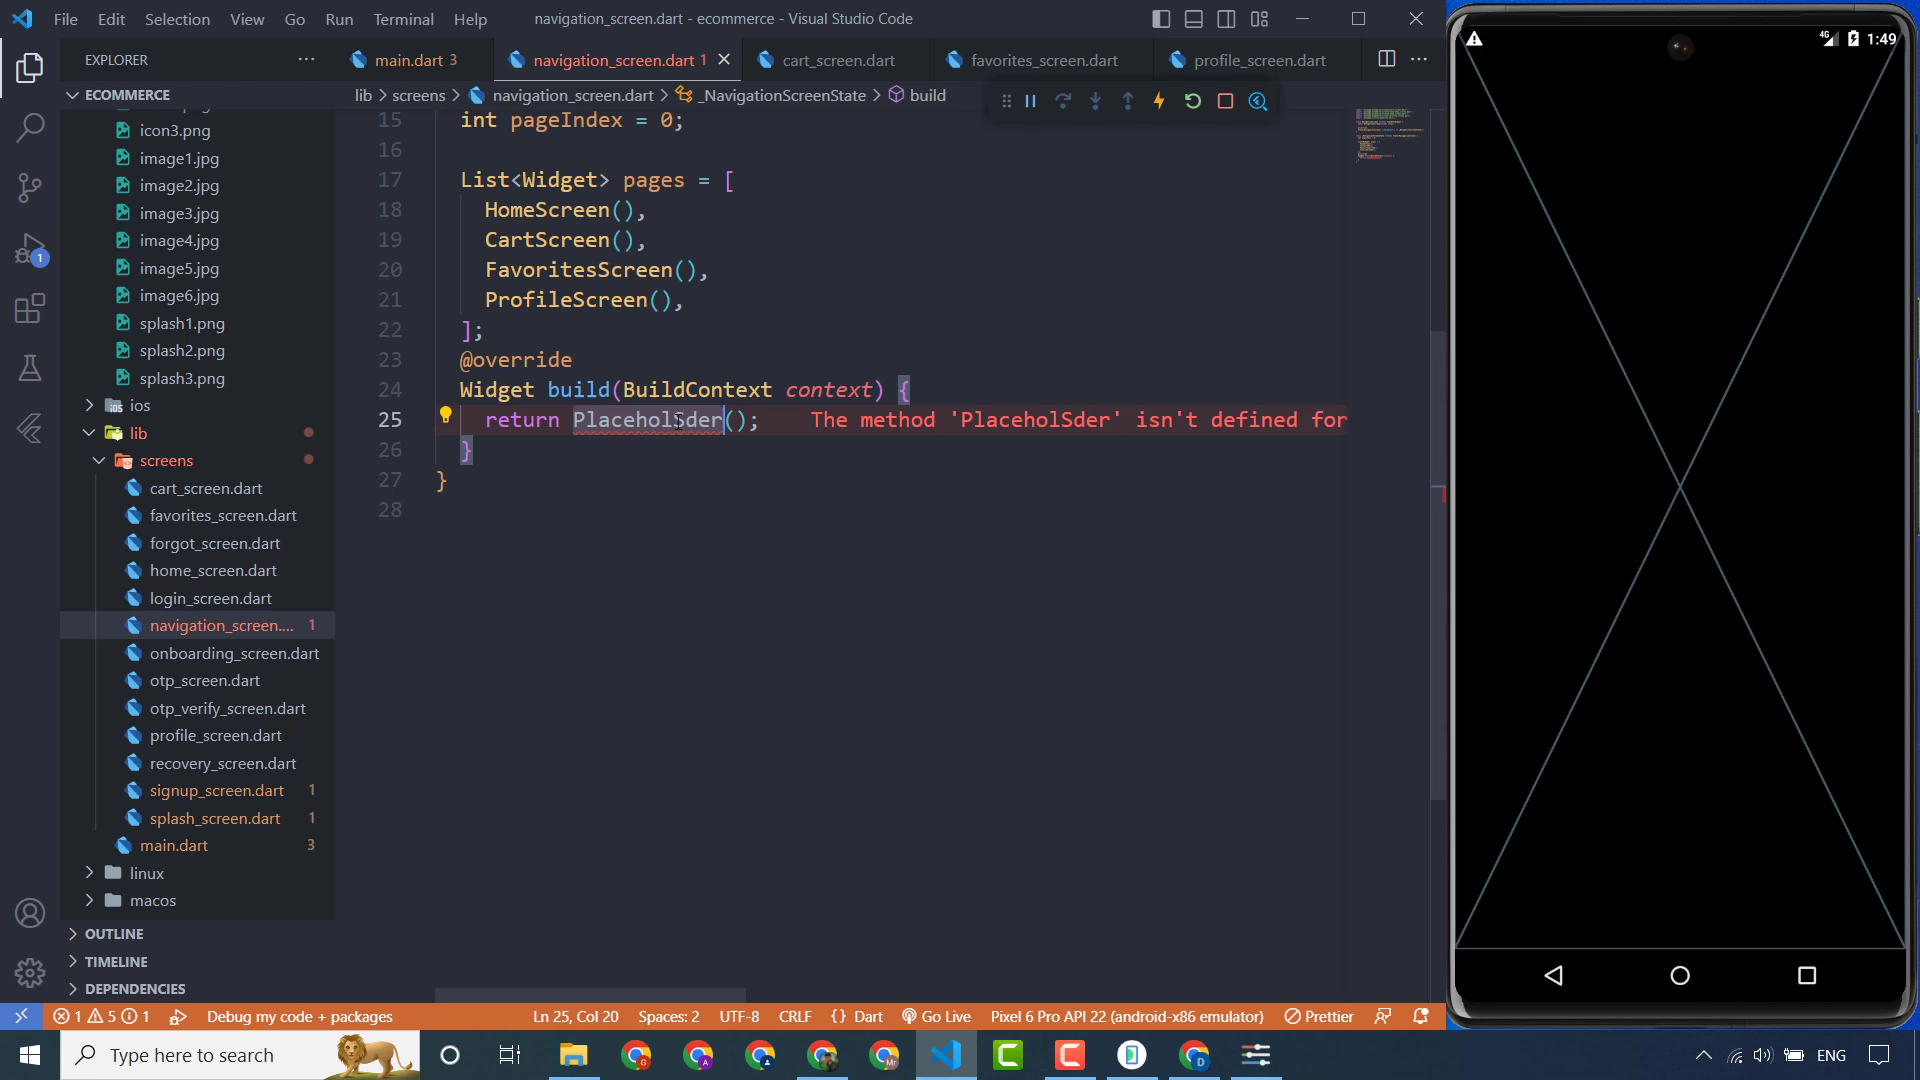 File Edit Selection View Go Run Terminal Help
navigation_screen.dart - ecommerce - Visual Studio Code
EXPLORER
main.dart 3
navigation_screen.dart 1
cart_screen.dart
favorites_screen.dart
profile_screen.dart
lib > screens > navigation_screen.dart > _NavigationScreenState > build
ECOMMERCE
icon3.png
image1.jpg
image2.jpg
image3.jpg
image4.jpg
image5.jpg
image6.jpg
splash1.png
splash2.png
splash3.png
ios
lib
screens
cart_screen.dart
favorites_screen.dart
forgot_screen.dart
home_screen.dart
login_screen.dart
navigation_screen.... 1
onboarding_screen.dart
otp_screen.dart
otp_verify_screen.dart
profile_screen.dart
recovery_screen.dart
signup_screen.dart 1
splash_screen.dart 1
main.dart 3
linux
macos
OUTLINE
TIMELINE
DEPENDENCIES
1
15 int pageIndex = 0;
16
17 List<Widget> pages = [
18 HomeScreen(),
19 CartScreen(),
20 FavoritesScreen(),
21 ProfileScreen(),
22 ];
23 @override
24 Widget build(BuildContext context) {
25 return PlaceholSder(); The method 'PlaceholSder' isn't defined for
26 }
27 }
28
4G 1:49
1 5 1 Debug my code + packages Ln 25, Col 20 Spaces: 2 UTF-8 CRLF {} Dart Go Live Pixel 6 Pro API 22 (android-x86 emulator) Prettier
Type here to search
ENG